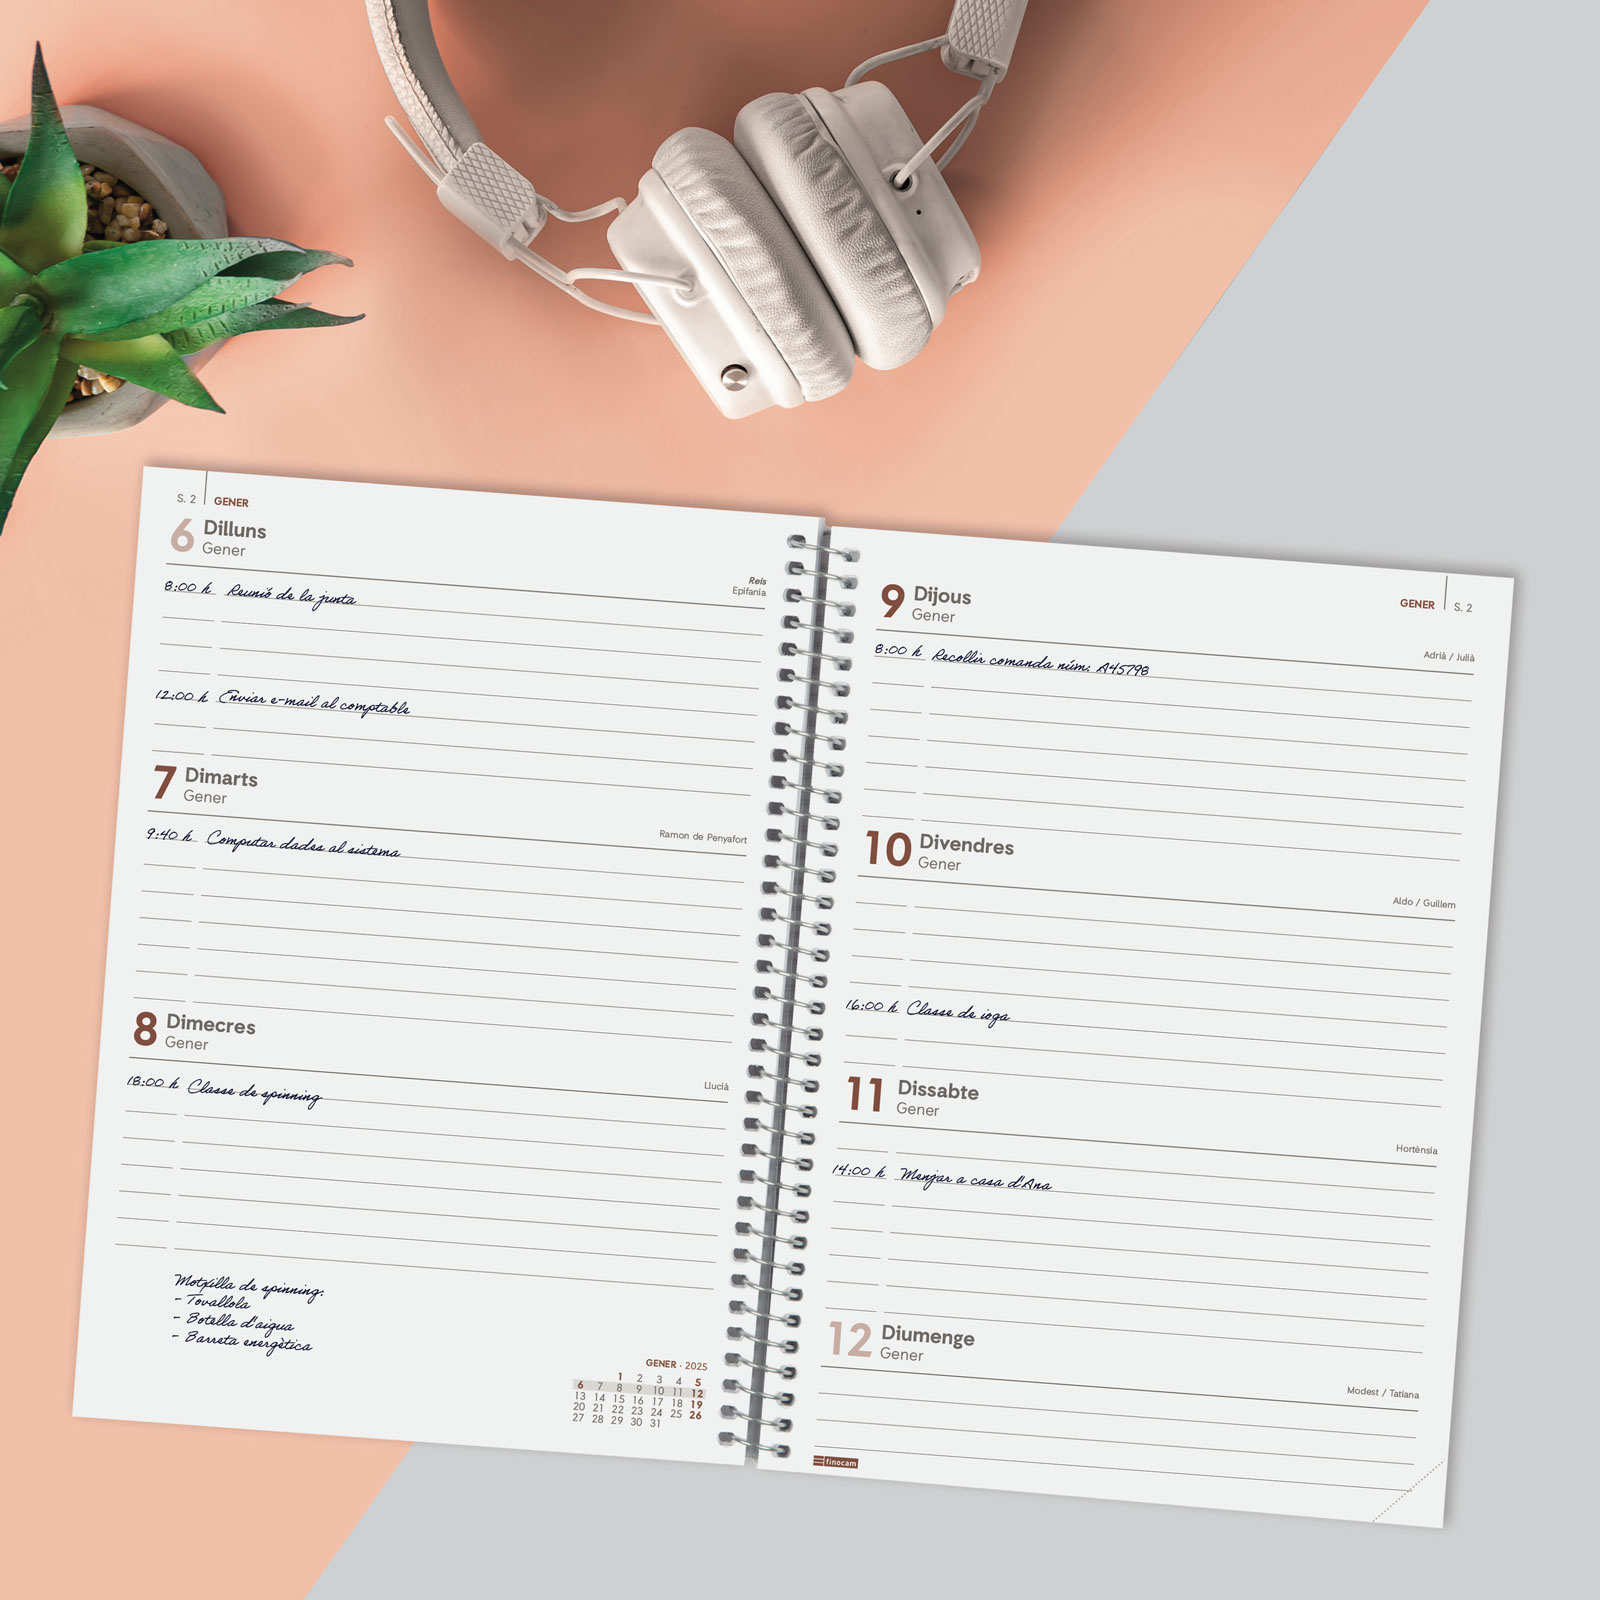 S. 2 GENER
6 Dilluns
Gener
Reis
Epifania
8:00 h Reunió de la junta
12:00 h Enviar e-mail al comptable
7 Dimarts
Gener
Ramon de Penyafort
9:40 h Computar dades al sistema
8 Dimecres
Gener
Llucià
18:00 h Classe de spinning
Motxilla de spinning:
- Tovallola
- Botella d'aigua
- Barreta energètica
GENER · 2025
1 2 3 4 5
6 7 8 9 10 11 12
13 14 15 16 17 18 19
20 21 22 23 24 25 26
27 28 29 30 31
GENER S. 2
9 Dijous
Gener
Adrià / Julià
8:00 h Recollir comanda núm: A45798
10 Divendres
Gener
Aldo / Guillem
16:00 h Classe de ioga
11 Dissabte
Gener
Hortènsia
14:00 h Menjar a casa d'Ana
12 Diumenge
Gener
Modest / Tatiana
finocam